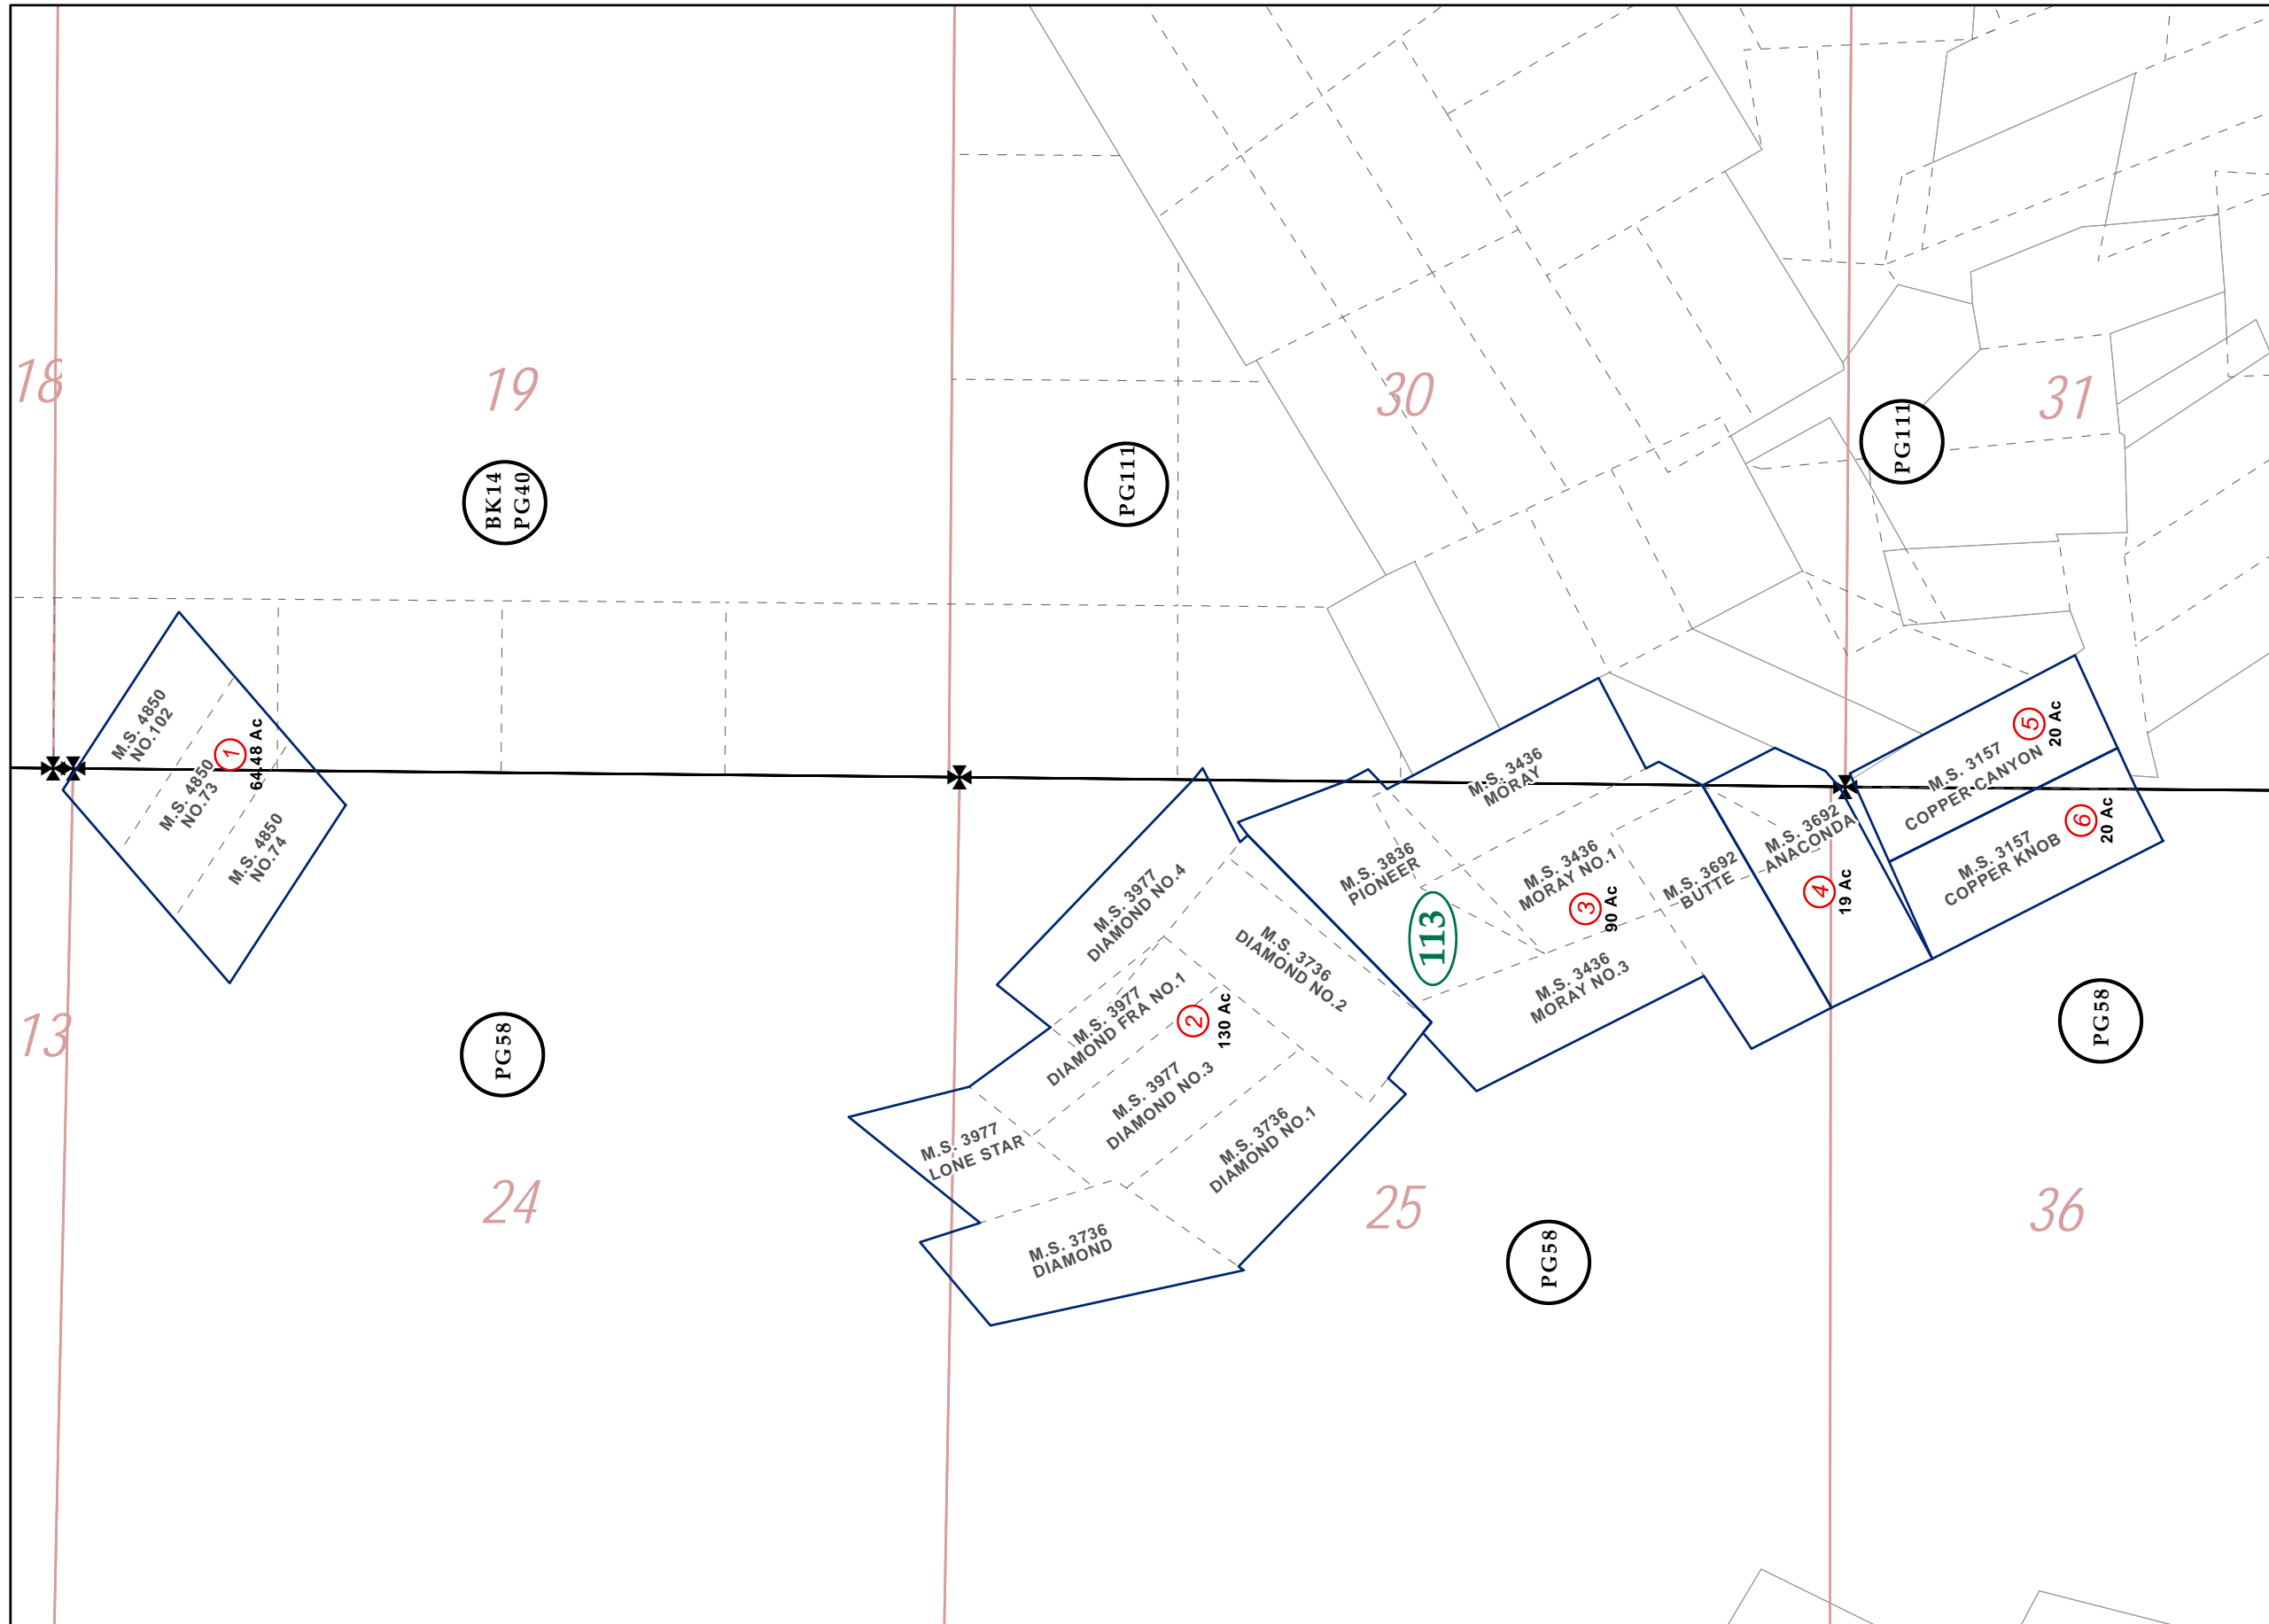 18
19
30
31
BK14
PG40
PG111
PG111
M.S. 4850
NO.102
M.S. 4850
NO.73
M.S. 4850
NO.74
1
64.48 Ac
M.S. 3436
MORAY
M.S. 3836
PIONEER
M.S. 3436
MORAY NO.1
3
90 Ac
M.S. 3436
MORAY NO.3
M.S. 3692
BUTTE
M.S. 3692
ANACONDA
4
19 Ac
M.S. 3157
COPPER CANYON
5
20 Ac
M.S. 3157
COPPER KNOB
6
20 Ac
113
M.S. 3977
DIAMOND NO.4
M.S. 3736
DIAMOND NO.2
M.S. 3977
DIAMOND FRA NO.1
2
130 Ac
M.S. 3977
DIAMOND NO.3
M.S. 3736
DIAMOND NO.1
M.S. 3977
LONE STAR
M.S. 3736
DIAMOND
13
PG58
PG58
24
25
36
PG58